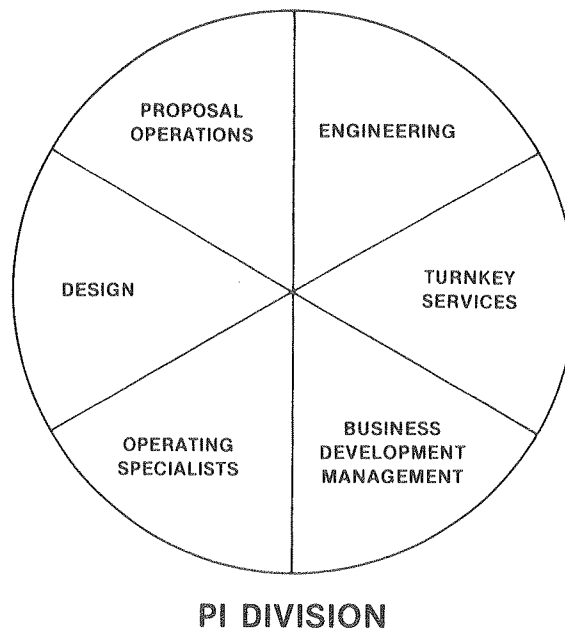 PROPOSAL
OPERATIONS
ENGINEERING
DESIGN
TURNKEY
SERVICES
OPERATING
SPECIALISTS
BUSINESS
DEVELOPMENT
MANAGEMENT
PI DIVISION